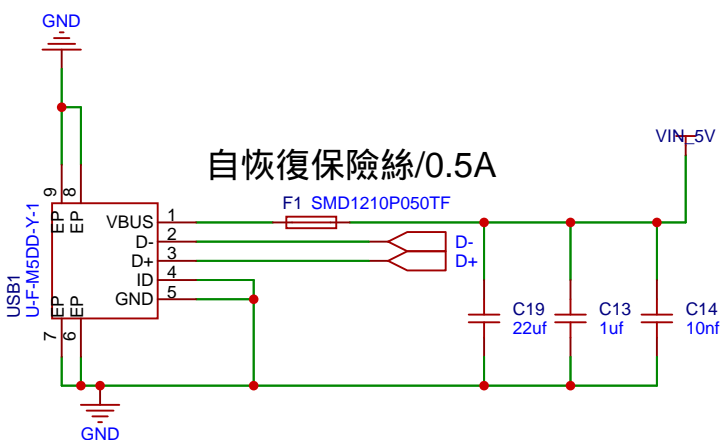 GND
VIN_5V
自恢復保險絲/0.5A
F1 SMD1210P050TF
9 8
EP EP
VBUS 1
D- 2
D+ 3
ID 4
GND 5
D-
D+
USB1
U-F-M5DD-Y-1
EP EP
7 6
C19
22uf
C13
1uf
C14
10nf
GND